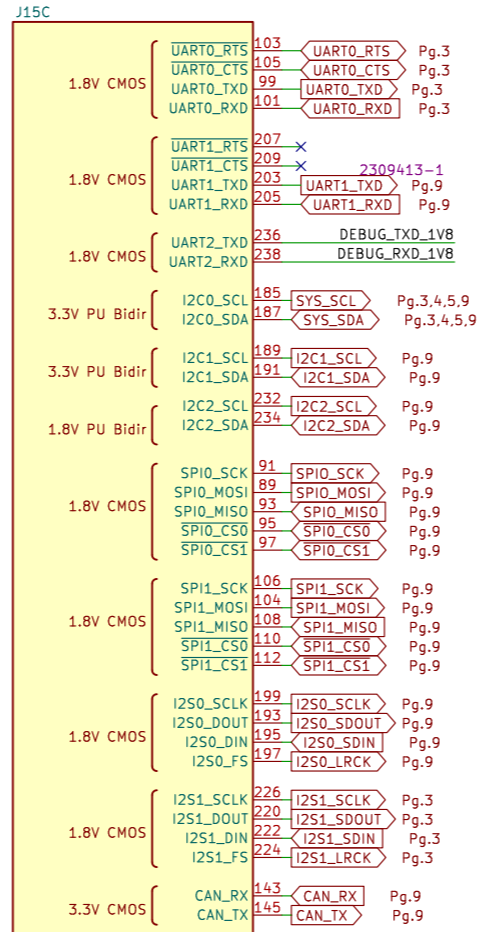 J15C
UART0_RTS 103 UART0_RTS Pg.3
UART0_CTS 105 UART0_CTS Pg.3
1.8V CMOS
UART0_TXD 99 UART0_TXD Pg.3
UART0_RXD 101 UART0_RXD Pg.3
UART1_RTS 207
UART1_CTS 209 2309413-1
1.8V CMOS
UART1_TXD 203 UART1_TXD Pg.9
UART1_RXD 205 UART1_RXD Pg.9
UART2_TXD 236 DEBUG_TXD_1V8
1.8V CMOS
UART2_RXD 238 DEBUG_RXD_1V8
I2C0_SCL 185 SYS_SCL Pg.3,4,5,9
3.3V PU Bidir
I2C0_SDA 187 SYS_SDA Pg.3,4,5,9
I2C1_SCL 189 I2C1_SCL Pg.9
3.3V PU Bidir
I2C1_SDA 191 I2C1_SDA Pg.9
I2C2_SCL 232 I2C2_SCL Pg.9
1.8V PU Bidir
I2C2_SDA 234 I2C2_SDA Pg.9
SPI0_SCK 91 SPI0_SCK Pg.9
SPI0_MOSI 89 SPI0_MOSI Pg.9
1.8V CMOS
SPI0_MISO 93 SPI0_MISO Pg.9
SPI0_CS0 95 SPI0_CS0 Pg.9
SPI0_CS1 97 SPI0_CS1 Pg.9
SPI1_SCK 106 SPI1_SCK Pg.9
SPI1_MOSI 104 SPI1_MOSI Pg.9
1.8V CMOS
SPI1_MISO 108 SPI1_MISO Pg.9
SPI1_CS0 110 SPI1_CS0 Pg.9
SPI1_CS1 112 SPI1_CS1 Pg.9
I2S0_SCLK 199 I2S0_SCLK Pg.9
I2S0_DOUT 193 I2S0_SDOUT Pg.9
1.8V CMOS
I2S0_DIN 195 I2S0_SDIN Pg.9
I2S0_FS 197 I2S0_LRCK Pg.9
I2S1_SCLK 226 I2S1_SCLK Pg.3
I2S1_DOUT 220 I2S1_SDOUT Pg.3
1.8V CMOS
I2S1_DIN 222 I2S1_SDIN Pg.3
I2S1_FS 224 I2S1_LRCK Pg.3
CAN_RX 143 CAN_RX Pg.9
3.3V CMOS
CAN_TX 145 CAN_TX Pg.9